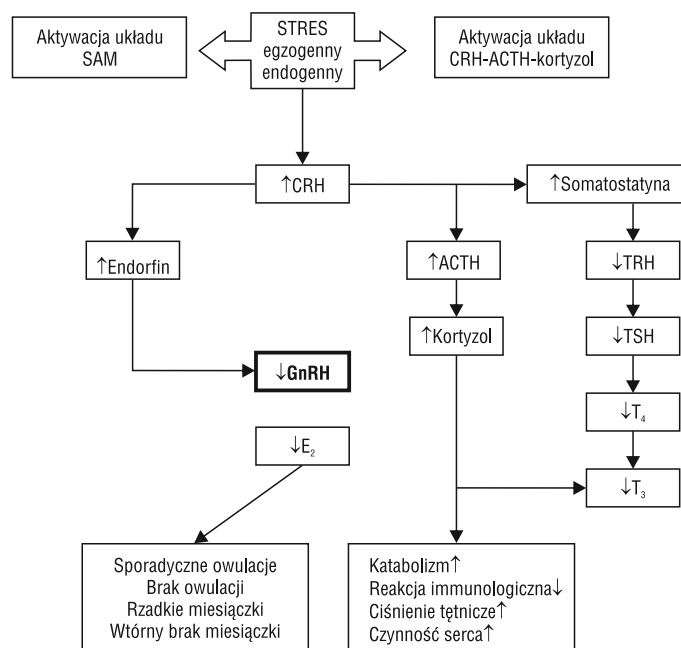 Aktywacja układu
SAM
STRES
egzogenny
endogenny
Aktywacja układu
CRH-ACTH-kortyzol
↑CRH
↑Somatostatyna
↑Endorfin
↑ACTH
↓TRH
↑Kortyzol
↓TSH
↓GnRH
↓T₄
↓E₂
↓T₃
Sporadyczne owulacje
Brak owulacji
Rzadkie miesiączki
Wtórny brak miesiączki
Katabolizm↑
Reakcja immunologiczna↓
Ciśnienie tętnicze↑
Czynność serca↑